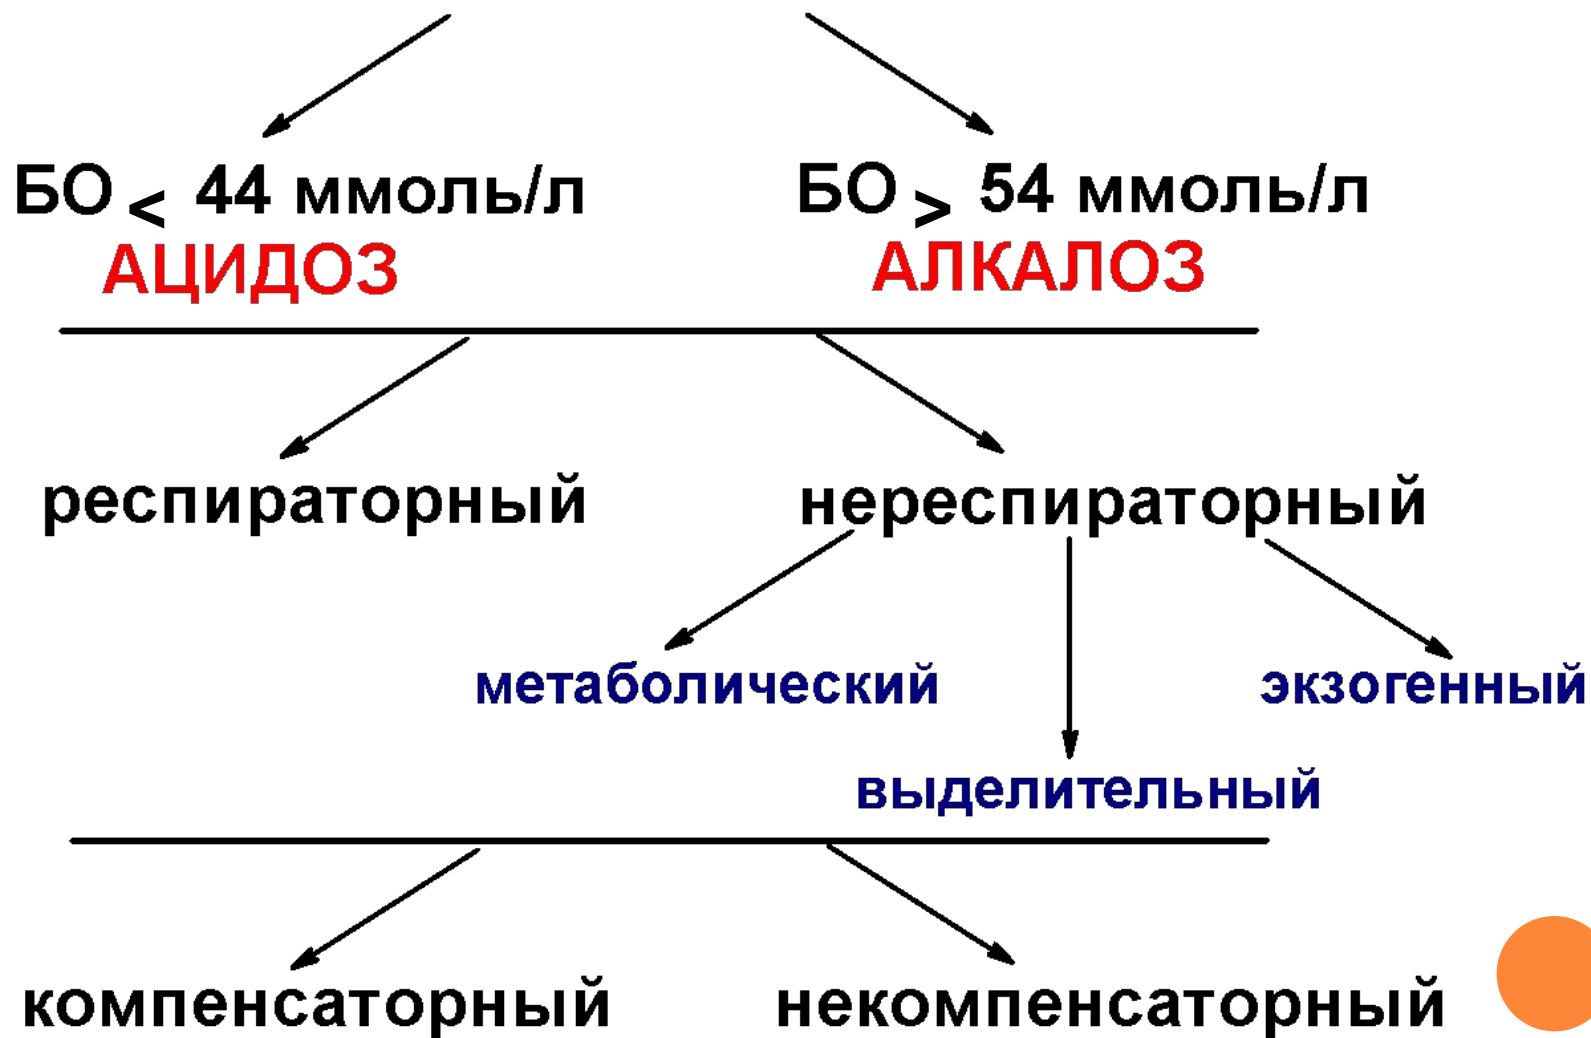 БО < 44 ммоль/л БО > 54 ммоль/л
АЦИДОЗ АЛКАЛОЗ
респираторный нереспираторный
метаболический экзогенный
выделительный
компенсаторный некомпенсаторный